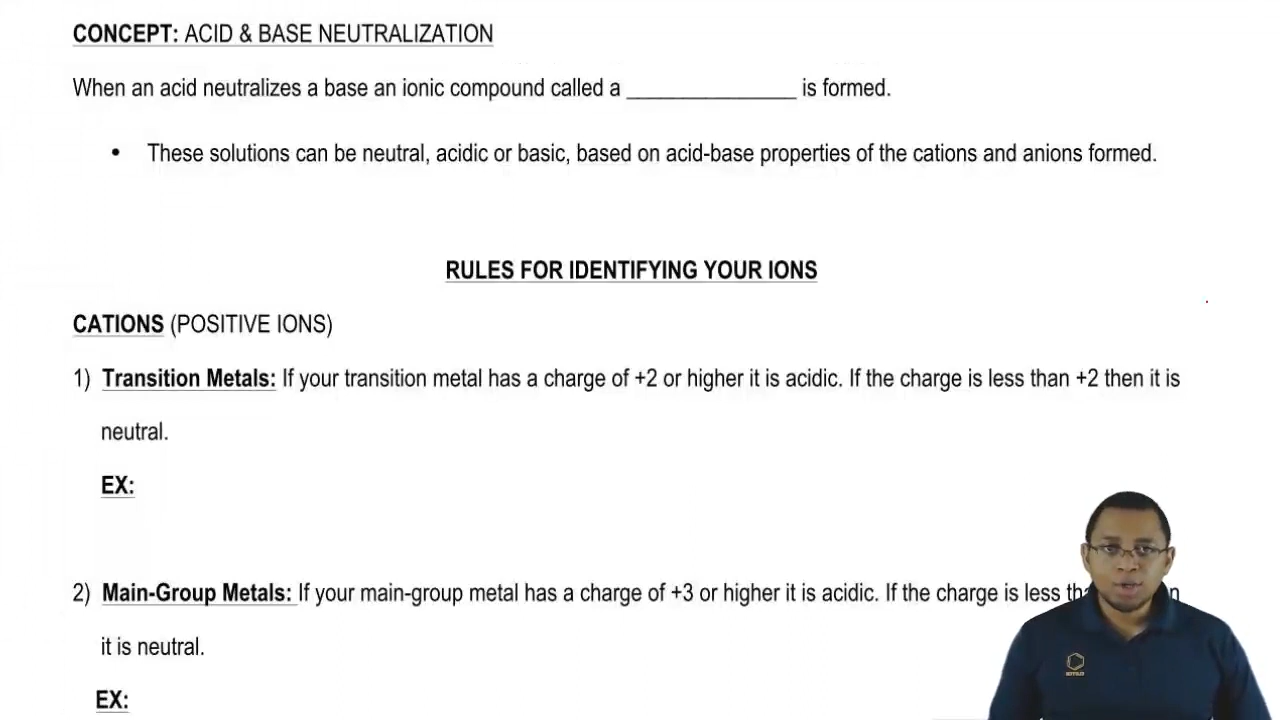 CONCEPT: ACID & BASE NEUTRALIZATION
When an acid neutralizes a base an ionic compound called a _______________ is formed.
• These solutions can be neutral, acidic or basic, based on acid-base properties of the cations and anions formed.
RULES FOR IDENTIFYING YOUR IONS
CATIONS (POSITIVE IONS)
1) Transition Metals: If your transition metal has a charge of +2 or higher it is acidic. If the charge is less than +2 then it is
neutral.
EX:
2) Main-Group Metals: If your main-group metal has a charge of +3 or higher it is acidic. If the charge is less
it is neutral.
EX: